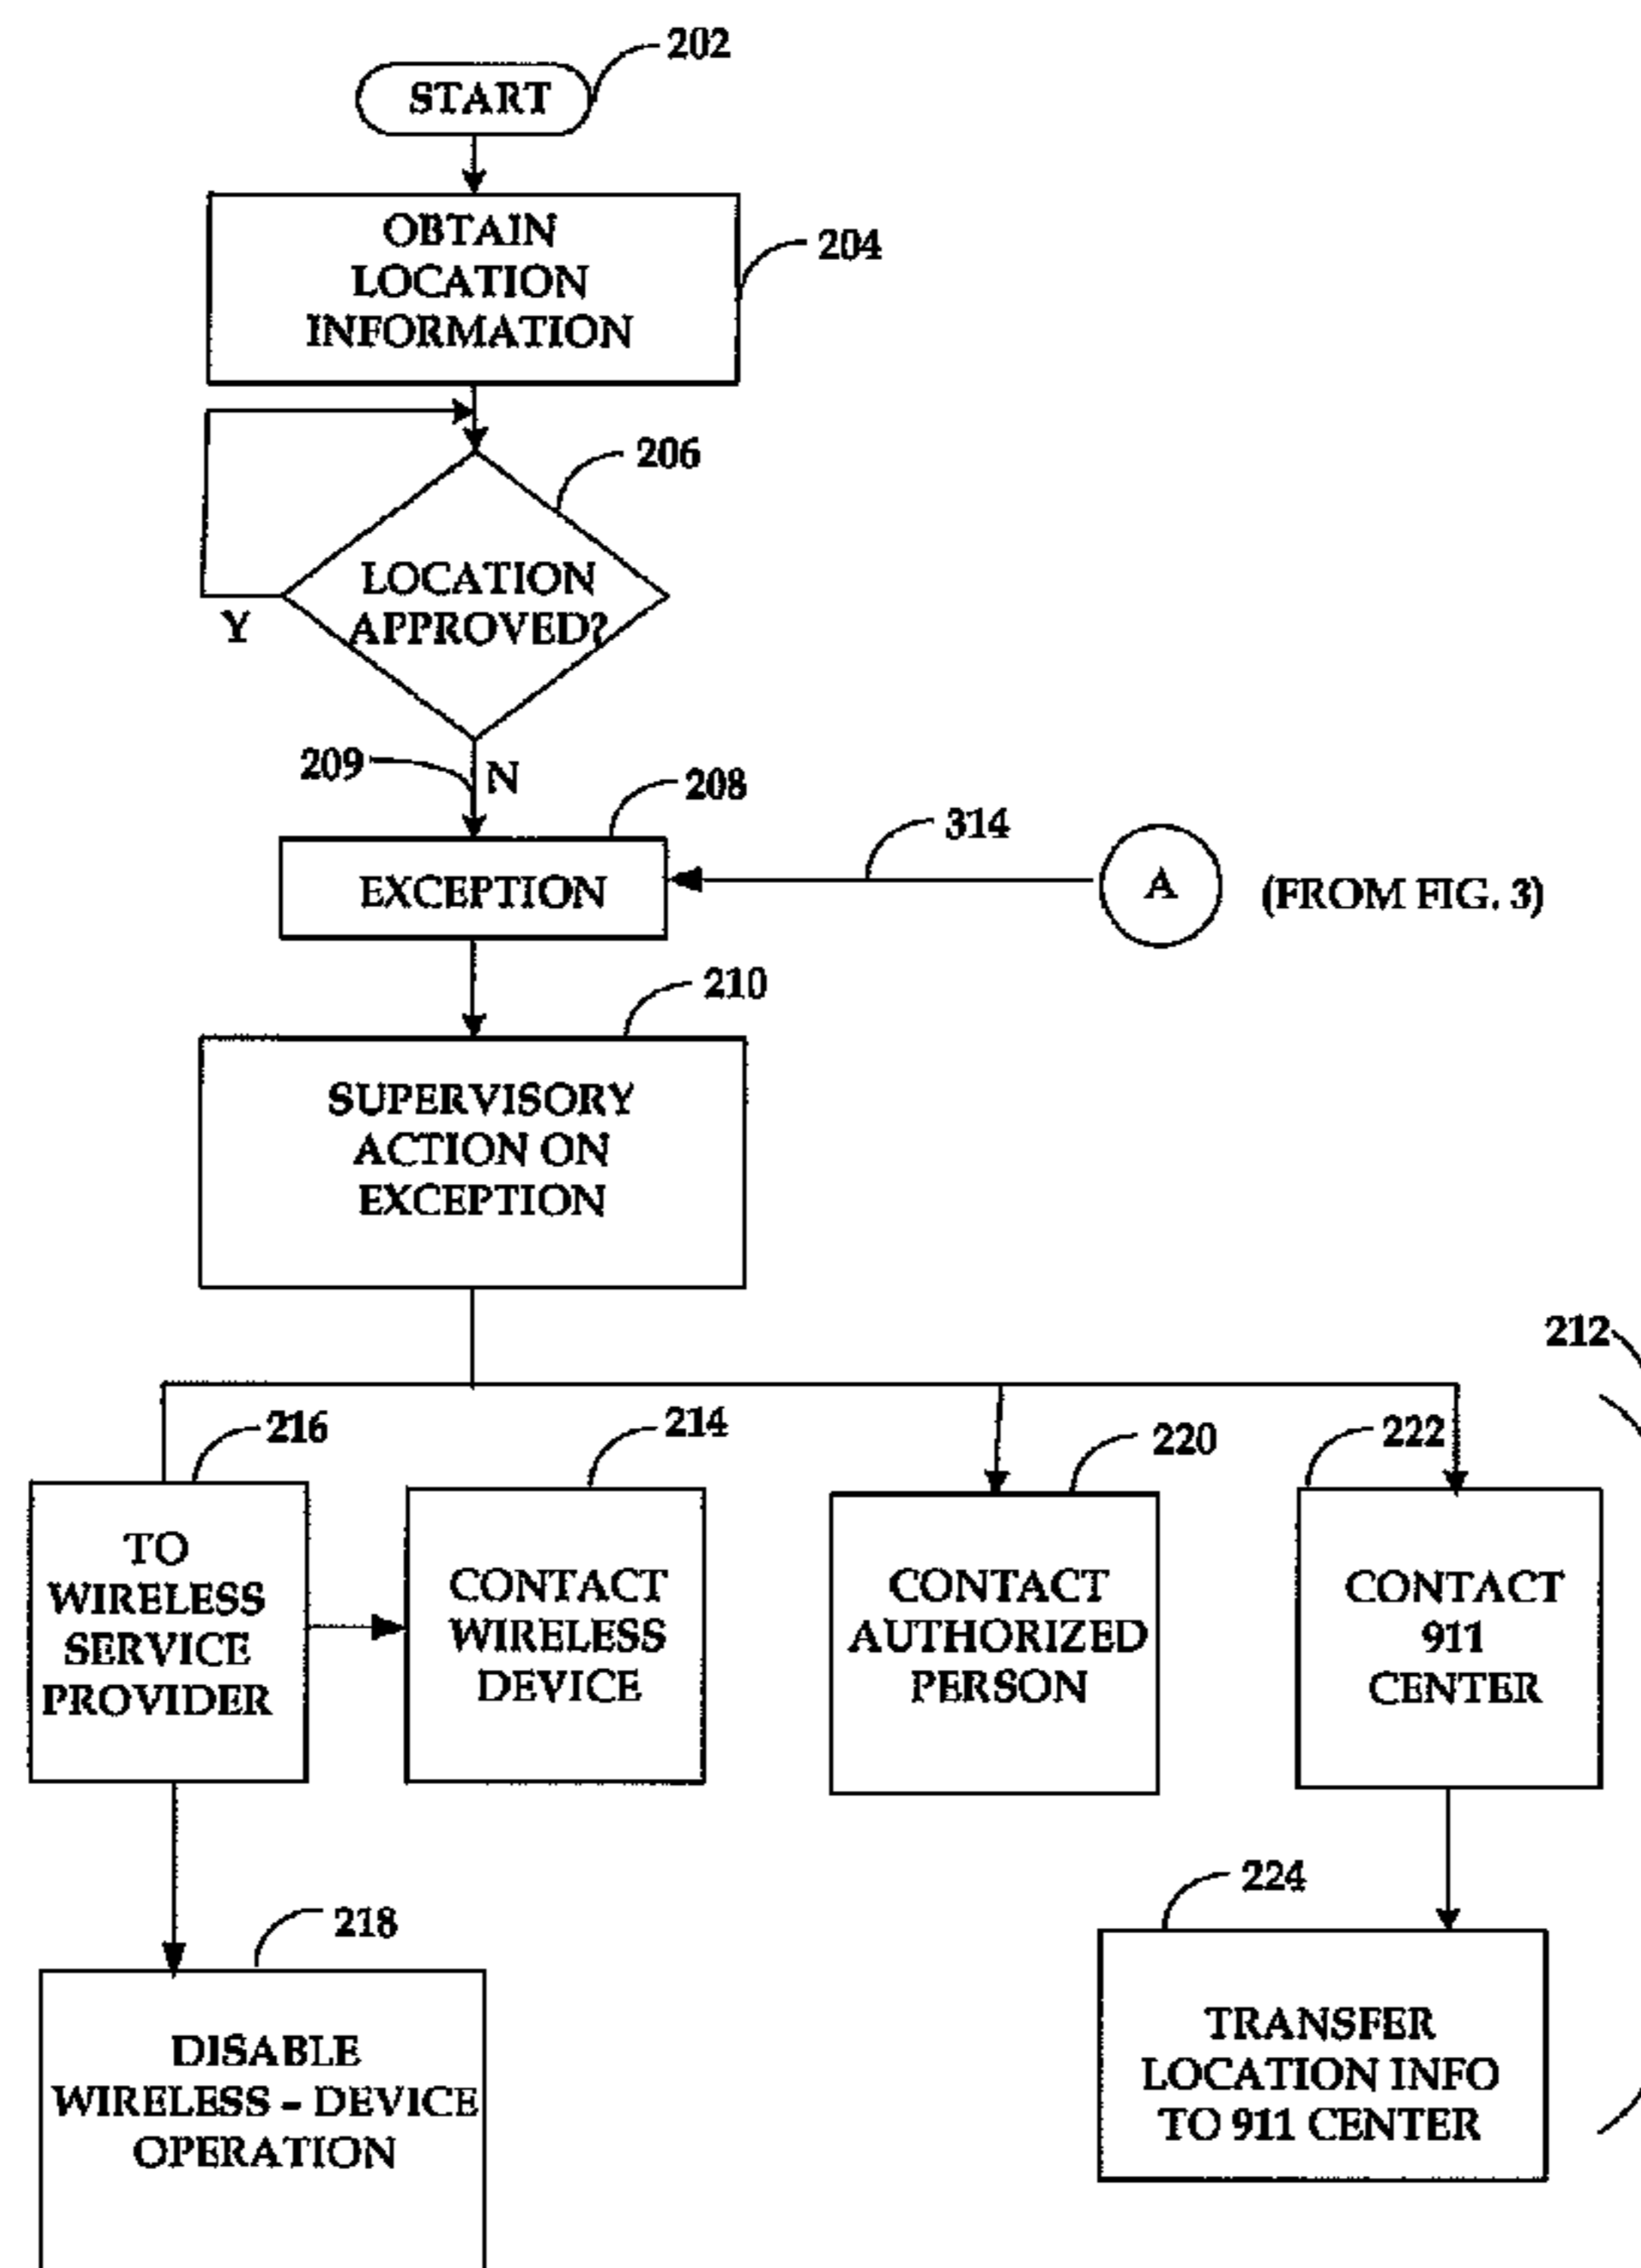 202
START
OBTAIN
LOCATION
INFORMATION
204
206
LOCATION
APPROVED?
Y
209
N
208
314
EXCEPTION
A
(FROM FIG. 3)
210
SUPERVISORY
ACTION ON
EXCEPTION
212
216
214
220
222
TO
WIRELESS
SERVICE
PROVIDER
CONTACT
WIRELESS
DEVICE
CONTACT
AUTHORIZED
PERSON
CONTACT
911
CENTER
218
224
DISABLE
WIRELESS – DEVICE
OPERATION
TRANSFER
LOCATION INFO
TO 911 CENTER